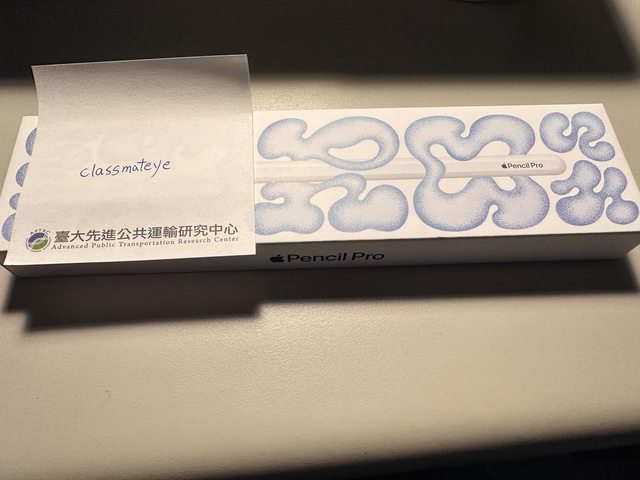 classmateye
APTRC
臺大先進公共運輸研究中心
Advanced Public Transportation Research Center
Pencil Pro
Pencil Pro